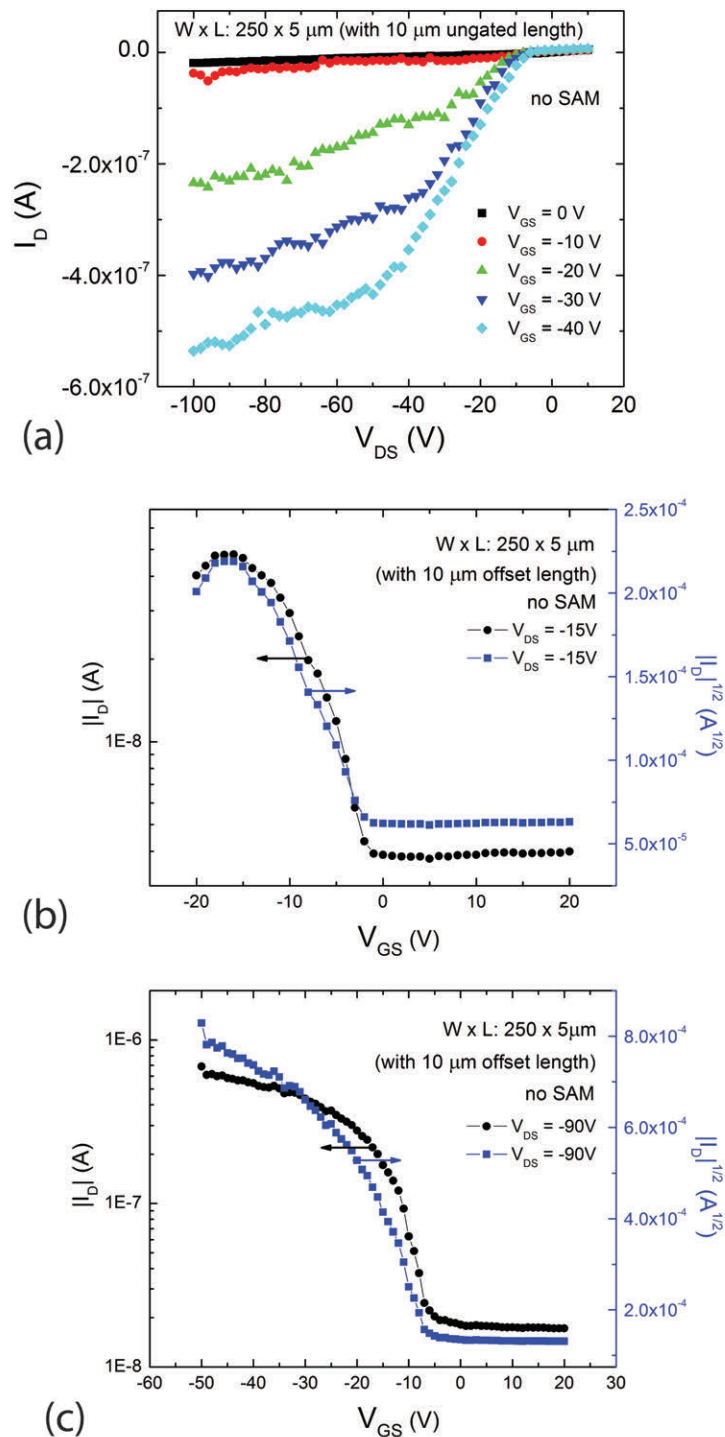 W x L: 250 x 5 μm (with 10 μm ungated length)
0.0
-2.0x10⁻⁷
-4.0x10⁻⁷
-6.0x10⁻⁷
I_D (A)
no SAM
V_GS = 0 V
V_GS = -10 V
V_GS = -20 V
V_GS = -30 V
V_GS = -40 V
-100 -80 -60 -40 -20 0 20
V_DS (V)
(a)
W x L: 250 x 5 μm
(with 10 μm offset length)
no SAM
V_DS = -15V
V_DS = -15V
|I_D| (A)
1E-8
2.5x10⁻⁴
2.0x10⁻⁴
1.5x10⁻⁴
1.0x10⁻⁴
5.0x10⁻⁵
|I_D|^1/2 (A^1/2)
-20 -10 0 10 20
V_GS (V)
(b)
W x L: 250 x 5μm
(with 10 μm offset length)
no SAM
V_DS = -90V
V_DS = -90V
|I_D| (A)
1E-6
1E-7
1E-8
8.0x10⁻⁴
6.0x10⁻⁴
4.0x10⁻⁴
2.0x10⁻⁴
|I_D|^1/2 (A^1/2)
-60 -50 -40 -30 -20 -10 0 10 20 30
V_GS (V)
(c)